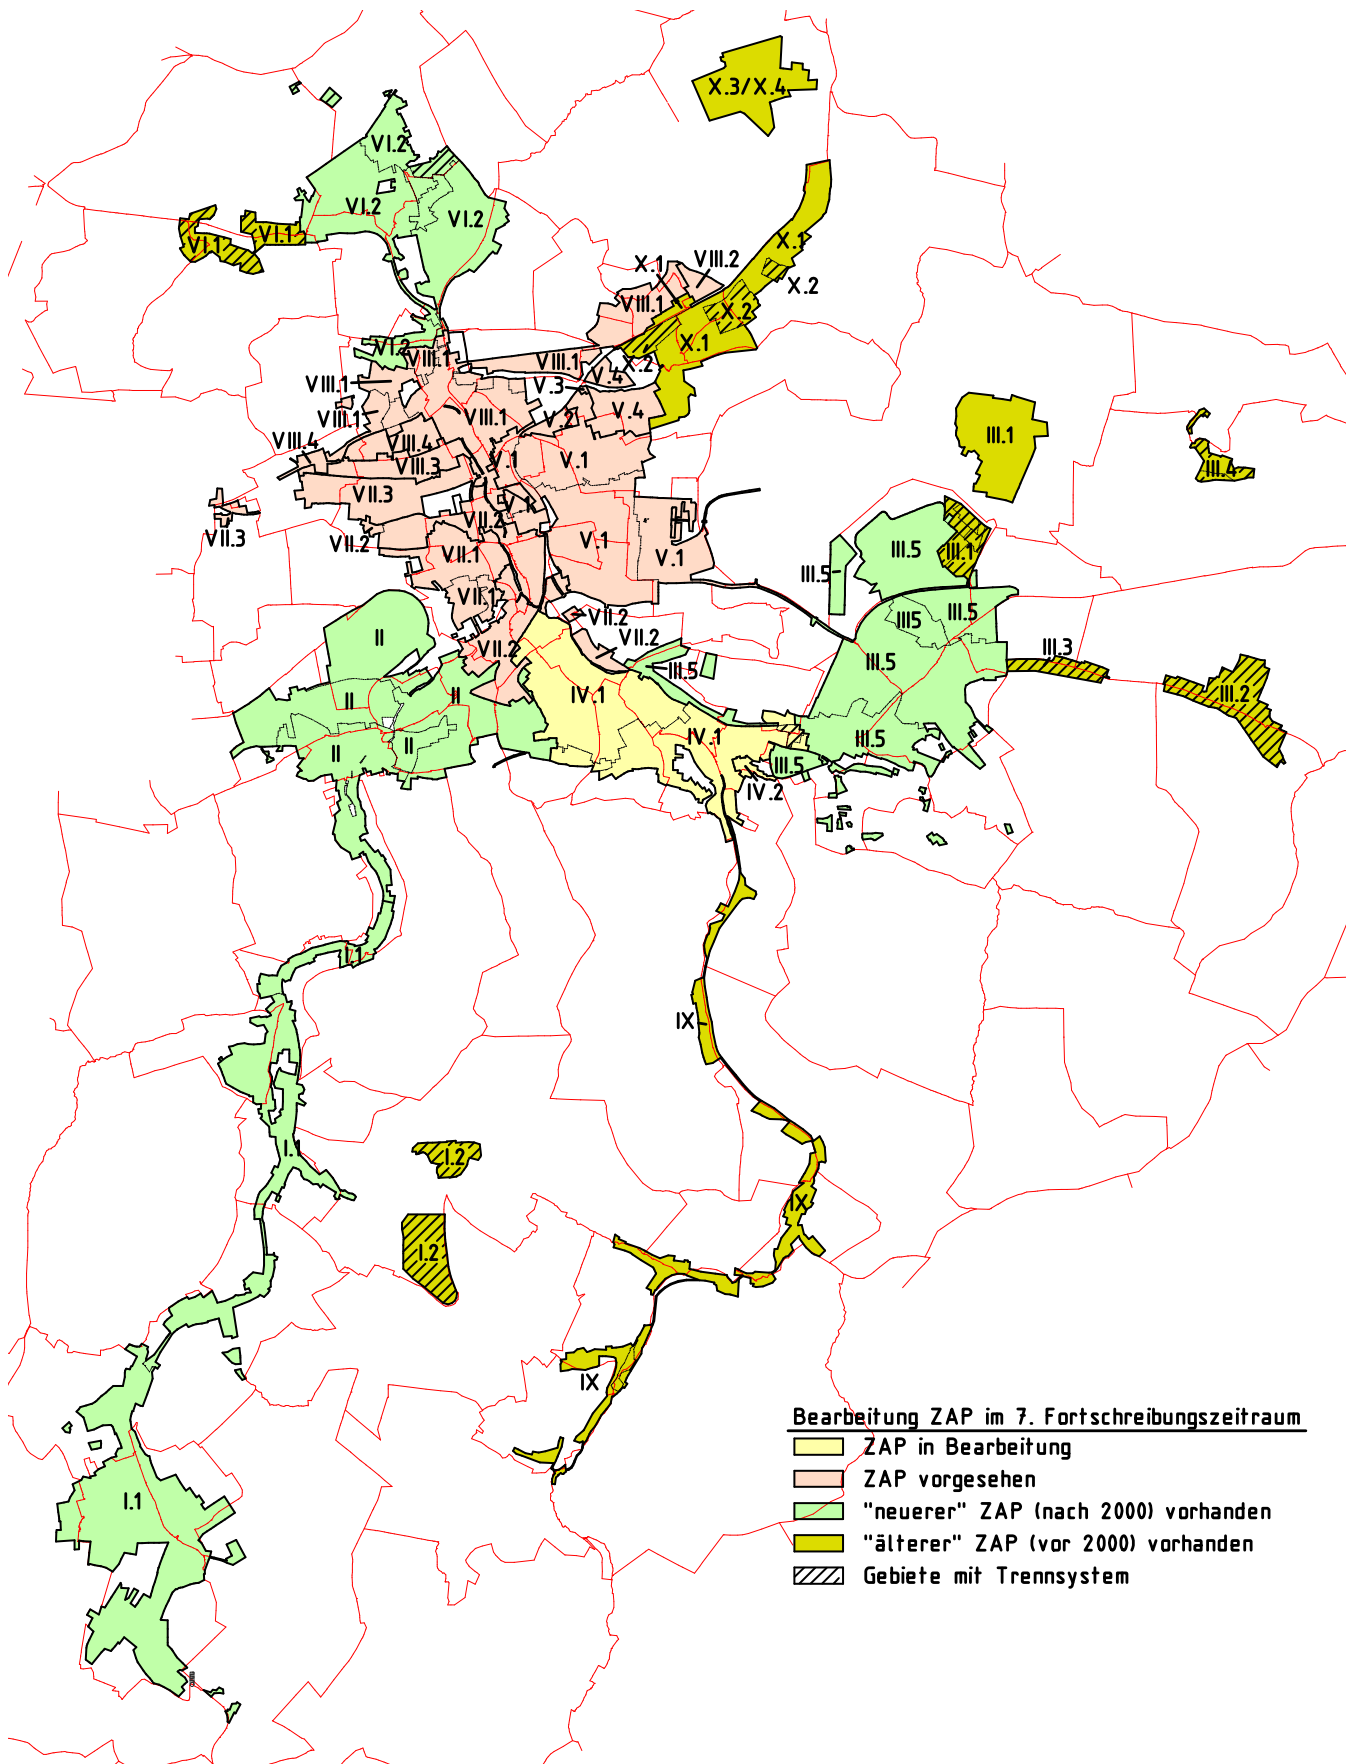 X.3/X.4
VI.2
VI.2
VI.2
VI.1
VI.1
X.1
X.1
VIII.2
X.2
VIII.1
X.2
X.1
VI.2
VIII.1
VIII.1
X.2
V.4
VIII.1
V.3
VIII.1
VIII.1
V.2
V.4
III.1
VIII.4
VIII.4
VIII.3
V.1
V.1
III.4
VII.3
V.1
VII.2
VII.3
VII.2
VII.1
V.1
V.1
III.5
III.1
III.5
VII.1
VII.2
III5
III.5
II
VII.2
VII.2
III.5
III.5
III.3
II
II
IV.1
III.2
II
II
IV.1
III.5
III.5
IV.2
I.1
IX
I.1
I.2
IX
I.2
IX
I.1
Bearbeitung ZAP im 7. Fortschreibungszeitraum
ZAP in Bearbeitung
ZAP vorgesehen
"neuerer" ZAP (nach 2000) vorhanden
"älterer" ZAP (vor 2000) vorhanden
Gebiete mit Trennsystem